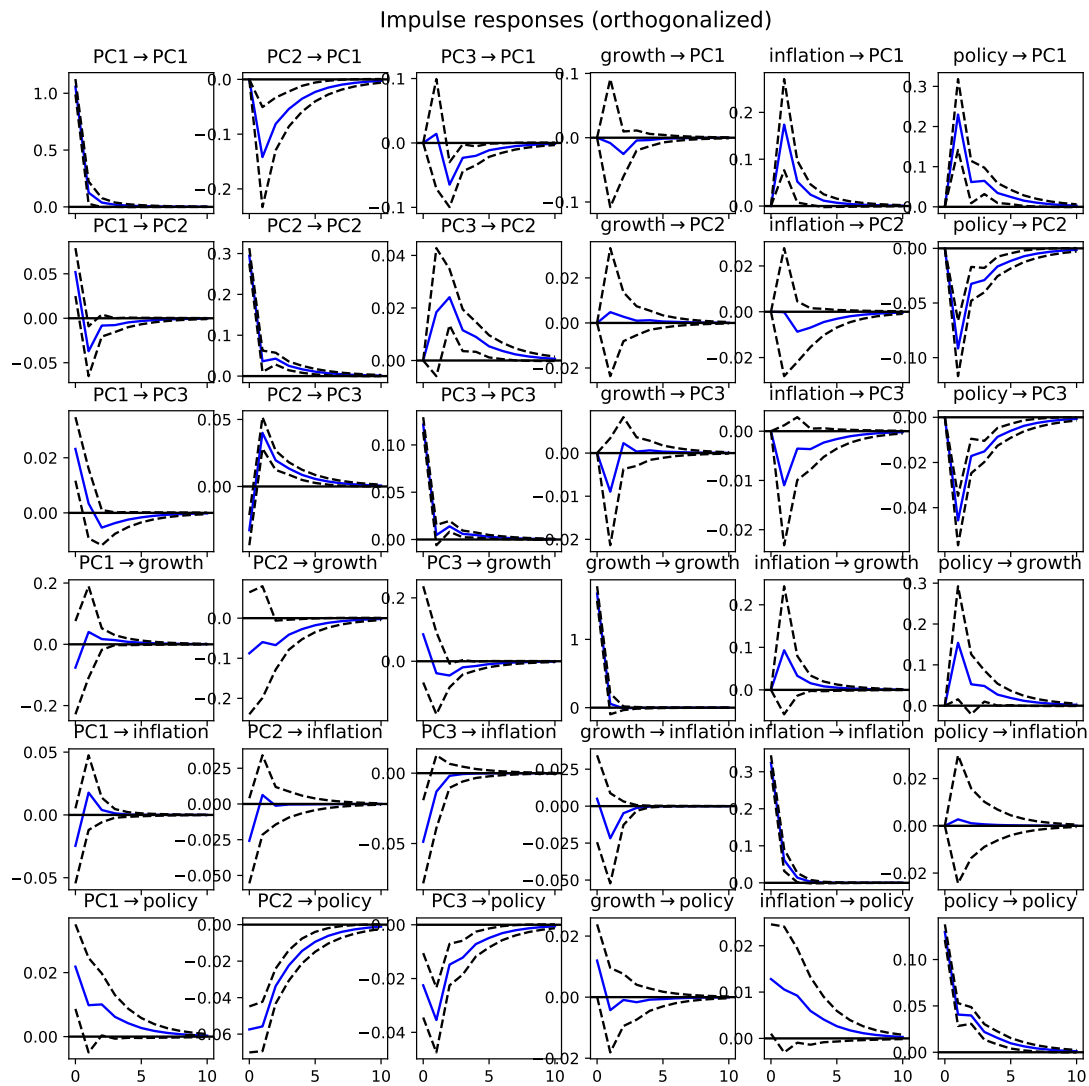 Impulse responses (orthogonalized)
PC1 → PC1 PC2 → PC1 PC3 → PC1 growth → PC1 inflation → PC1 policy → PC1
1.0 0.5 0.0 0.0 −0.1 −0.2 0.1 0.0 −0.1 0.1 0.0 −0.1 0.2 0.1 0.0 0.3 0.2 0.1 0.0
PC1 → PC2 PC2 → PC2 PC3 → PC2 growth → PC2 inflation → PC2 policy → PC2
0.05 0.00 −0.05 0.3 0.2 0.1 0.0 0.04 0.02 0.00 0.02 0.00 −0.02 0.02 0.00 −0.02 0.00 −0.05 −0.10
PC1 → PC3 PC2 → PC3 PC3 → PC3 growth → PC3 inflation → PC3 policy → PC3
0.02 0.00 0.05 0.00 0.10 0.05 0.00 0.00 −0.01 −0.02 0.00 −0.01 −0.02 0.00 −0.02 −0.04
PC1 → growth PC2 → growth PC3 → growth growth → growth inflation → growth policy → growth
0.2 0.0 −0.2 0.0 −0.1 −0.2 0.2 0.0 1 0 0.2 0.1 0.0 0.3 0.2 0.1 0.0
PC1 → inflation PC2 → inflation PC3 → inflation growth → inflation inflation → inflation policy → inflation
0.05 0.00 −0.05 0.025 0.000 −0.025 −0.050 0.00 −0.05 0.025 0.000 −0.025 −0.050 0.3 0.2 0.1 0.0 0.02 0.00 −0.02
PC1 → policy PC2 → policy PC3 → policy growth → policy inflation → policy policy → policy
0.02 0.00 0.00 −0.02 −0.04 −0.06 0.00 −0.02 −0.04 0.02 0.00 −0.02 0.02 0.01 0.00 0.10 0.05 0.00
0 5 10 0 5 10 0 5 10 0 5 10 0 5 10 0 5 10